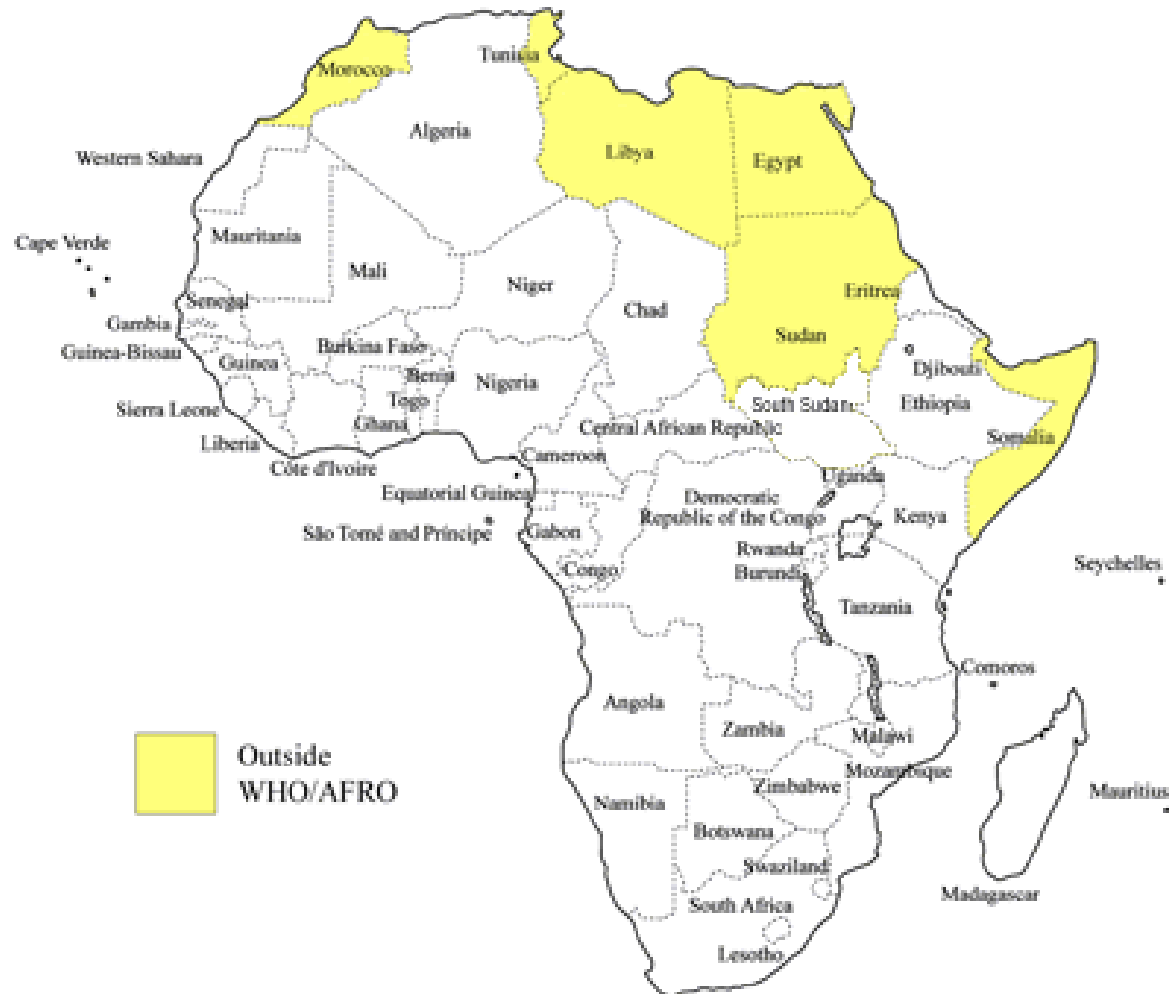 Morocco
Tunisia
Algeria
Libya
Egypt
Western Sahara
Mauritania
Cape Verde
Mali
Niger
Chad
Eritrea
Sudan
Senegal
Gambia
Guinea-Bissau
Guinea
Burkina Faso
Benin
Togo
Nigeria
Djibouti
Ethiopia
South Sudan
Sierra Leone
Ghana
Liberia
Côte d'Ivoire
Central African Republic
Somalia
Cameroon
Uganda
Equatorial Guinea
Democratic
Republic of the Congo
Kenya
São Tomé and Príncipe
Gabon
Rwanda
Congo
Burundi
Seychelles
Tanzania
Comoros
Angola
Zambia
Malawi
Outside
WHO/AFRO
Mozambique
Zimbabwe
Namibia
Mauritius
Botswana
Swaziland
Madagascar
South Africa
Lesotho